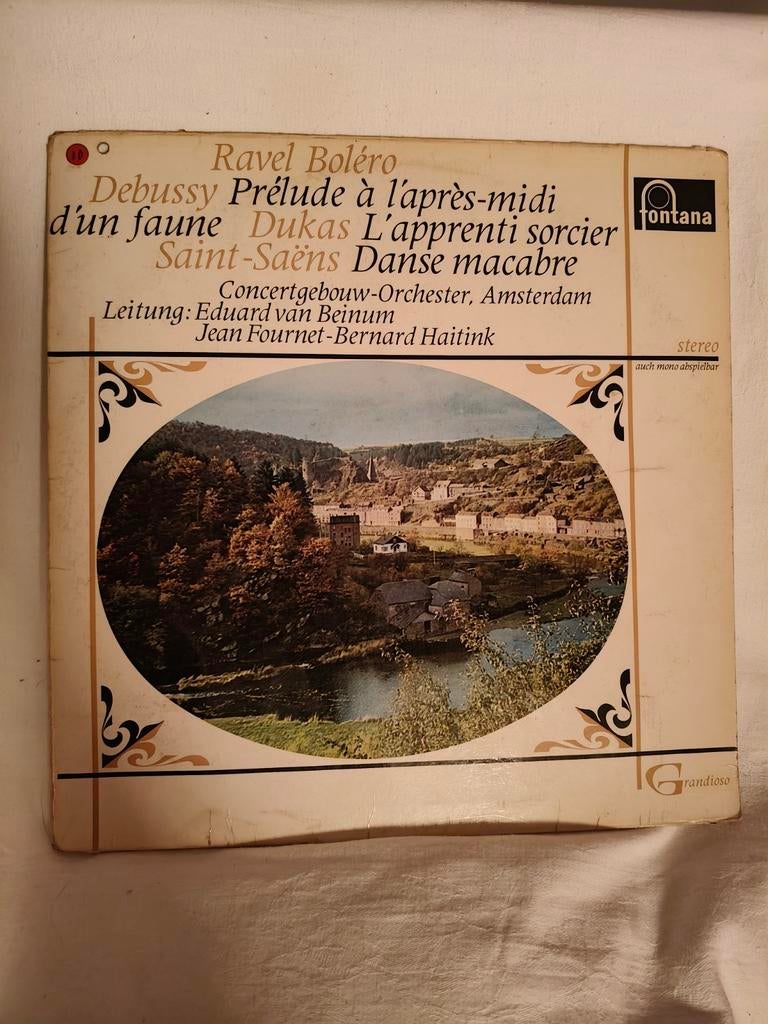 10
Ravel Boléro
Debussy Prélude à l'après-midi
d'un faune Dukas L'apprenti sorcier
Saint-Saëns Danse macabre
Concertgebouw-Orchester, Amsterdam
Leitung: Eduard van Beinum
Jean Fournet-Bernard Haitink
fontana
stereo
auch mono abspielbar
Grandioso